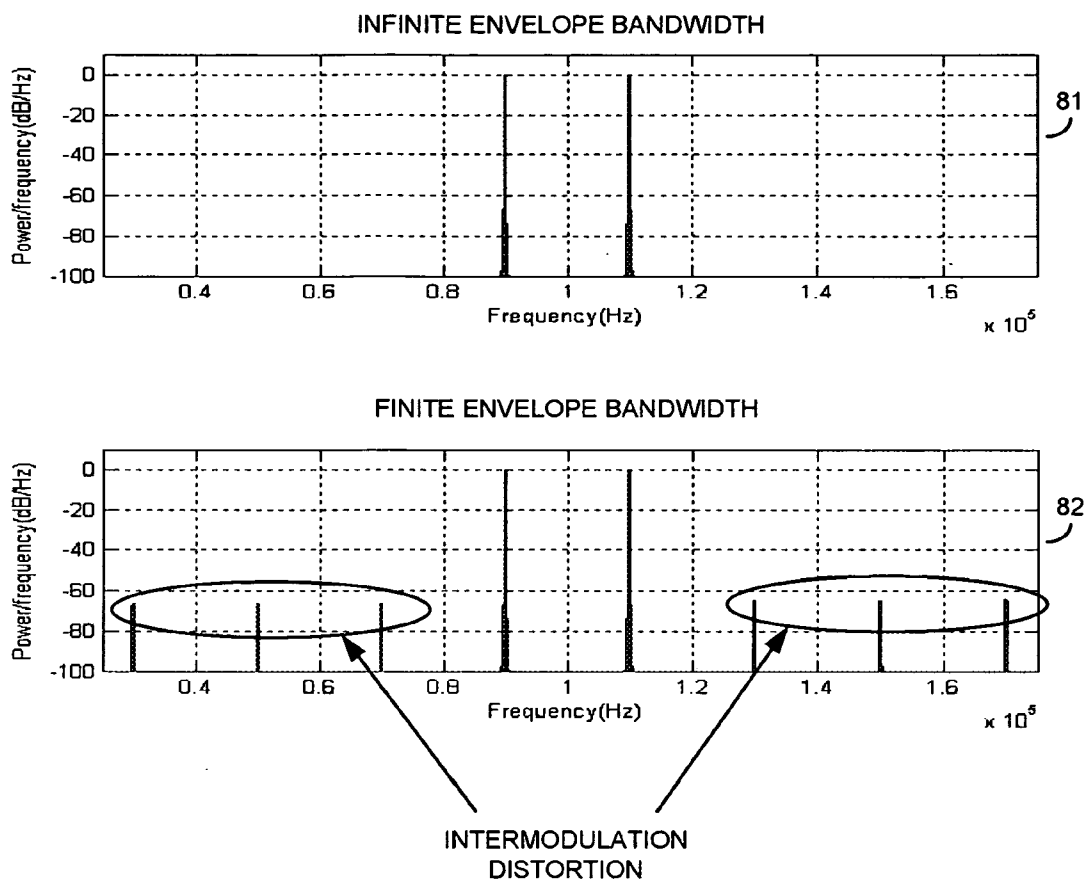 INFINITE ENVELOPE BANDWIDTH
0
-20
-40
-60
-80
-100
Power/frequency(dB/Hz)
81
0.4 0.6 0.8 1 1.2 1.4 1.6
Frequency(Hz)
x 10^5
FINITE ENVELOPE BANDWIDTH
0
-20
-40
-60
-80
-100
Power/frequency(dB/Hz)
82
0.4 0.6 0.8 1 1.2 1.4 1.6
Frequency(Hz)
x 10^5
INTERMODULATION
DISTORTION